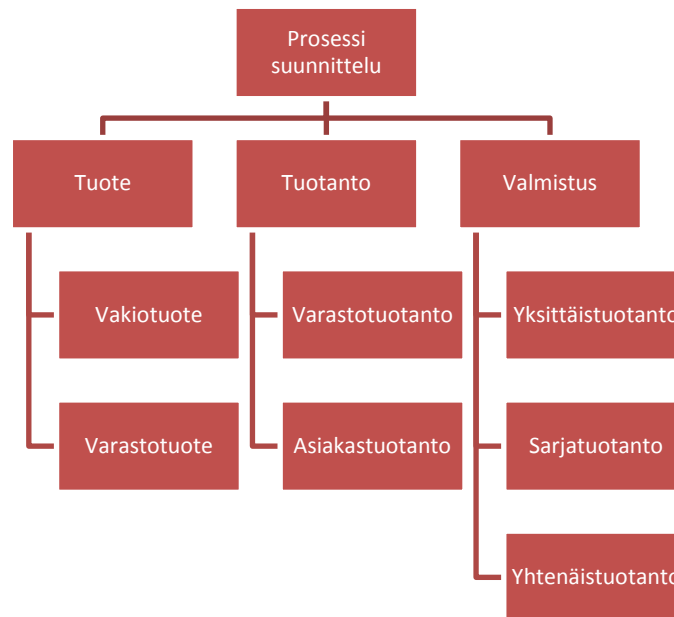 Prosessi
suunnittelu
Tuote
Tuotanto
Valmistus
Vakiotuote
Varastotuotanto
Yksittäistuotanto
Varastotuote
Asiakastuotanto
Sarjatuotanto
Yhtenäistuotanto